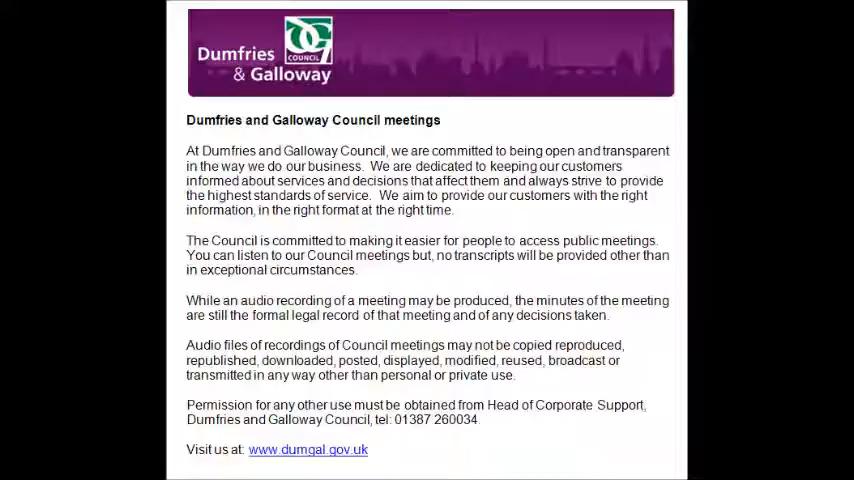 Dumfries
& Galloway
COUNCIL
Dumfries and Galloway Council meetings
At Dumfries and Galloway Council, we are committed to being open and transparent
in the way we do our business.  We are dedicated to keeping our customers
informed about services and decisions that affect them and always strive to provide
the highest standards of service.  We aim to provide our customers with the right
information, in the right format at the right time.
The Council is committed to making it easier for people to access public meetings.
You can listen to our Council meetings but, no transcripts will be provided other than
in exceptional circumstances.
While an audio recording of a meeting may be produced, the minutes of the meeting
are still the formal legal record of that meeting and of any decisions taken.
Audio files of recordings of Council meetings may not be copied reproduced,
republished, downloaded, posted, displayed, modified, reused, broadcast or
transmitted in any way other than personal or private use.
Permission for any other use must be obtained from Head of Corporate Support,
Dumfries and Galloway Council, tel: 01387 260034
Visit us at: www.dumgal.gov.uk